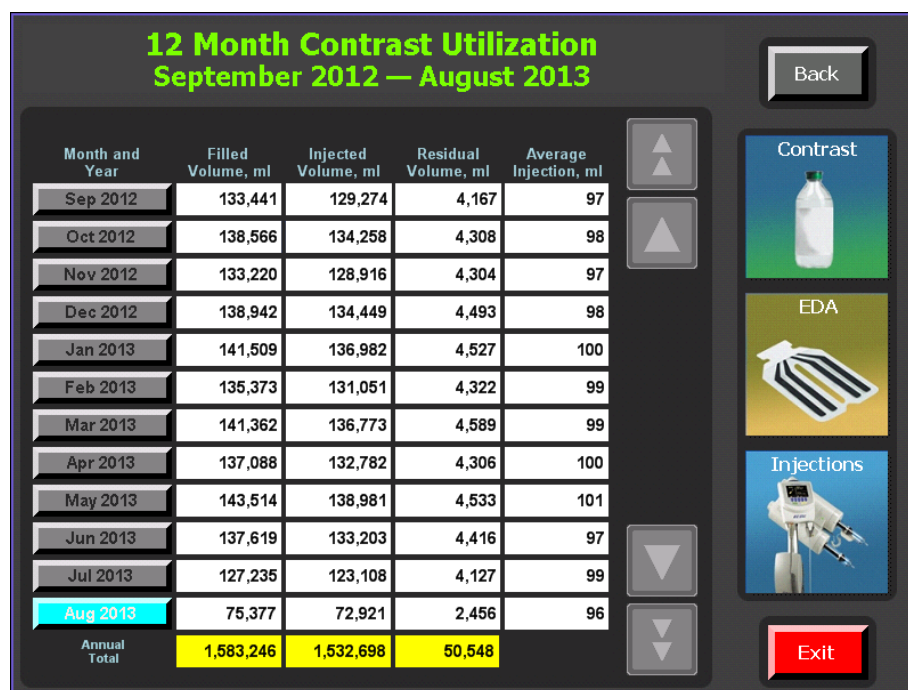 12 Month Contrast Utilization
September 2012 — August 2013
Back
Month and Year Filled Volume, ml Injected Volume, ml Residual Volume, ml Average Injection, ml
Sep 2012 133,441 129,274 4,167 97
Oct 2012 138,566 134,258 4,308 98
Nov 2012 133,220 128,916 4,304 97
Dec 2012 138,942 134,449 4,493 98
Jan 2013 141,509 136,982 4,527 100
Feb 2013 135,373 131,051 4,322 99
Mar 2013 141,362 136,773 4,589 99
Apr 2013 137,088 132,782 4,306 100
May 2013 143,514 138,981 4,533 101
Jun 2013 137,619 133,203 4,416 97
Jul 2013 127,235 123,108 4,127 99
Aug 2013 75,377 72,921 2,456 96
Annual Total 1,583,246 1,532,698 50,548
Contrast
EDA
Injections
Exit